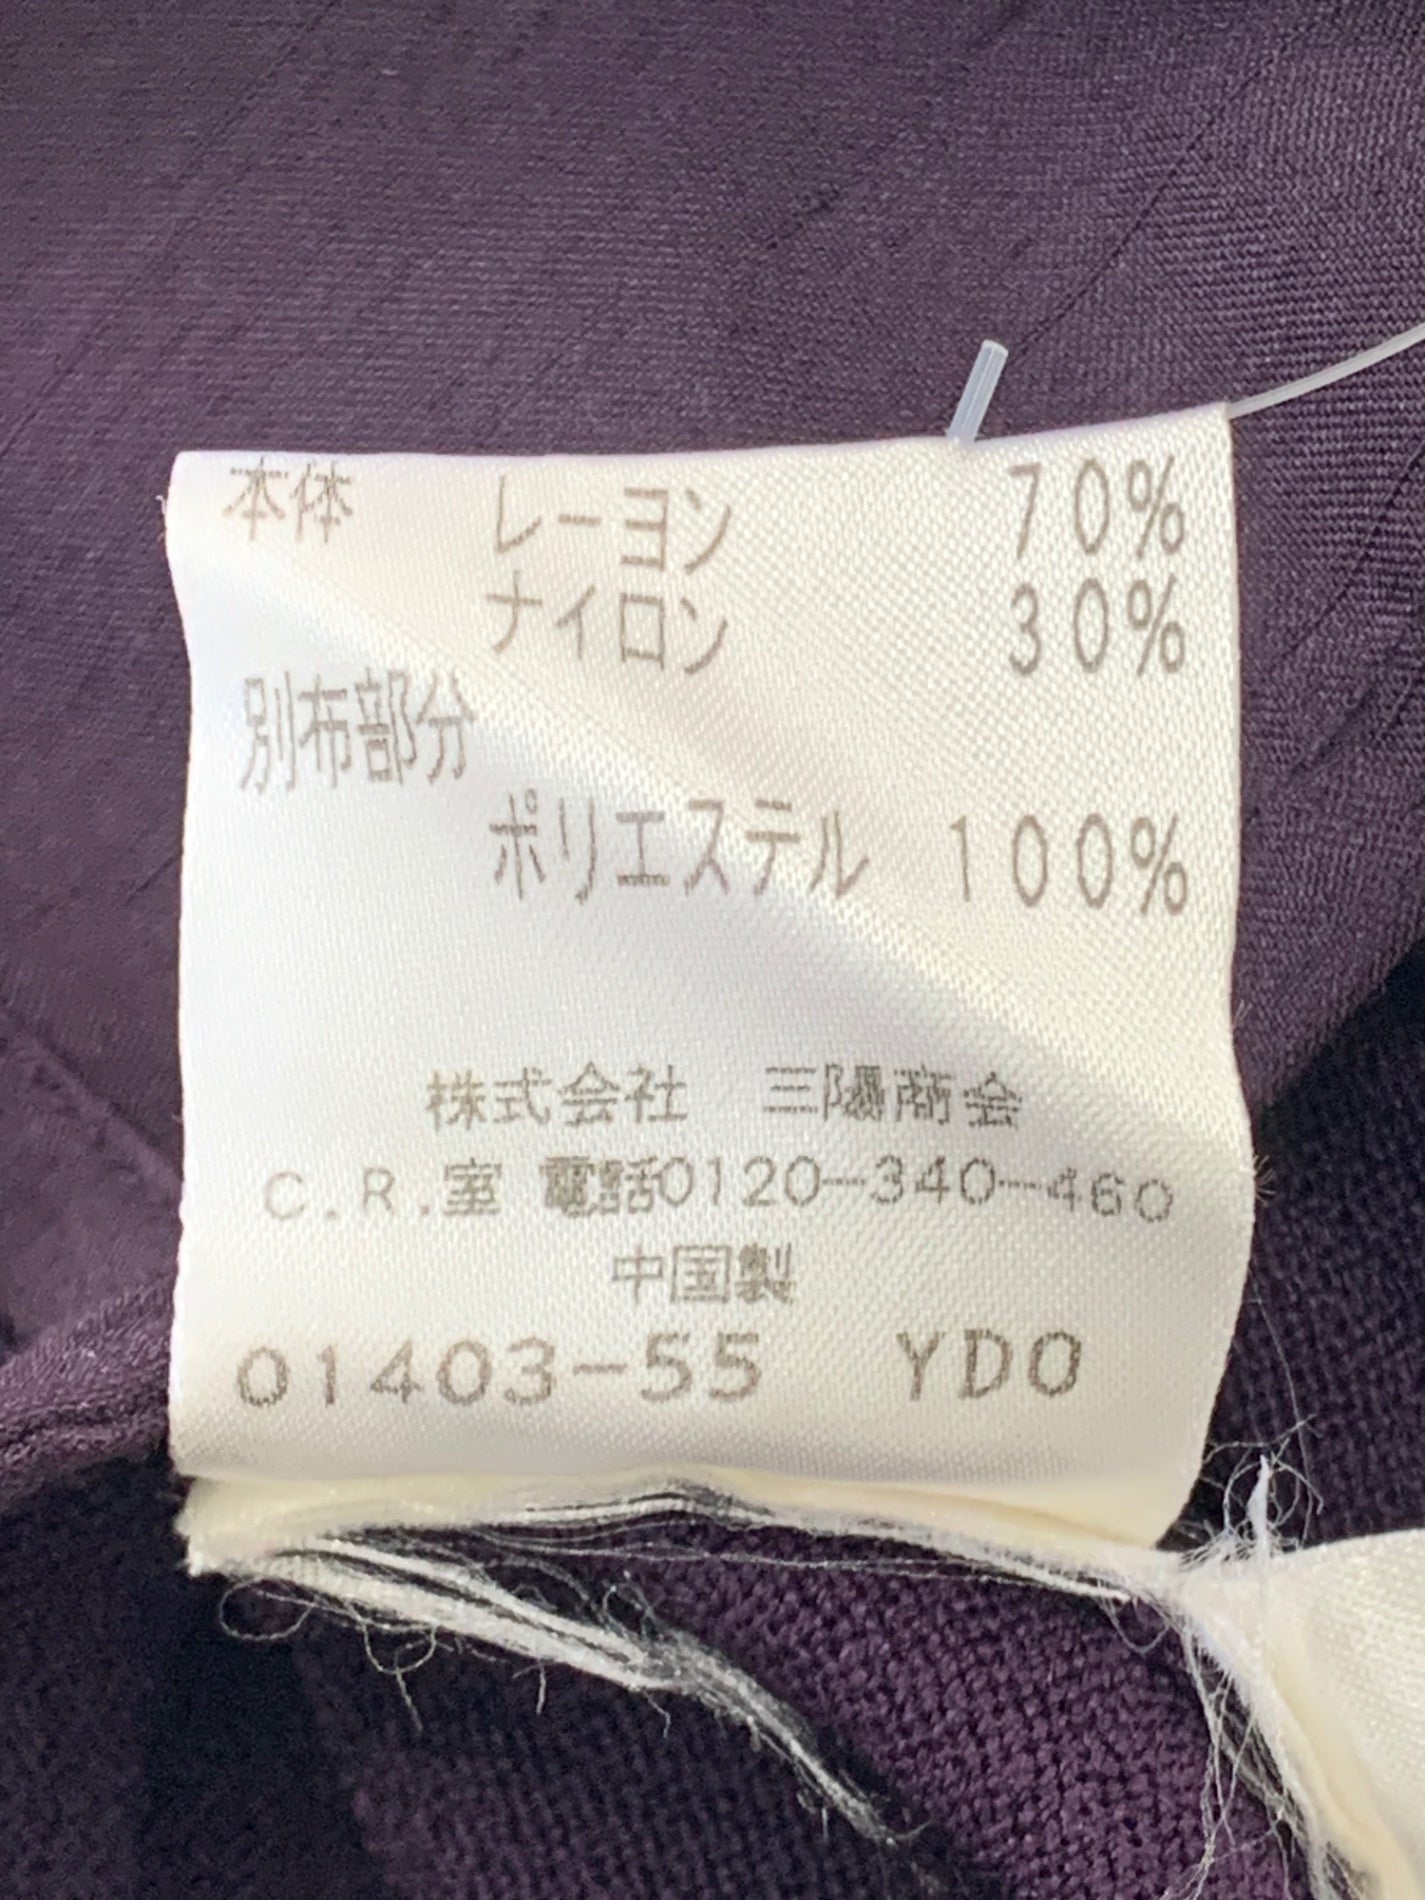 本体 レーヨン 70%
ナイロン 30%
別布部分
ポリエステル 100%
株式会社 三陽商会
C.R.室 電話0120-340-460
中国製
01403-55 YDO